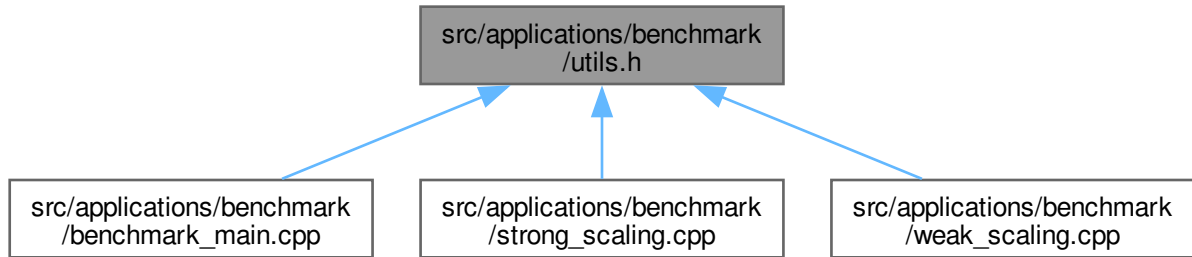 src/applications/benchmark
/utils.h
src/applications/benchmark
/benchmark_main.cpp
src/applications/benchmark
/strong_scaling.cpp
src/applications/benchmark
/weak_scaling.cpp